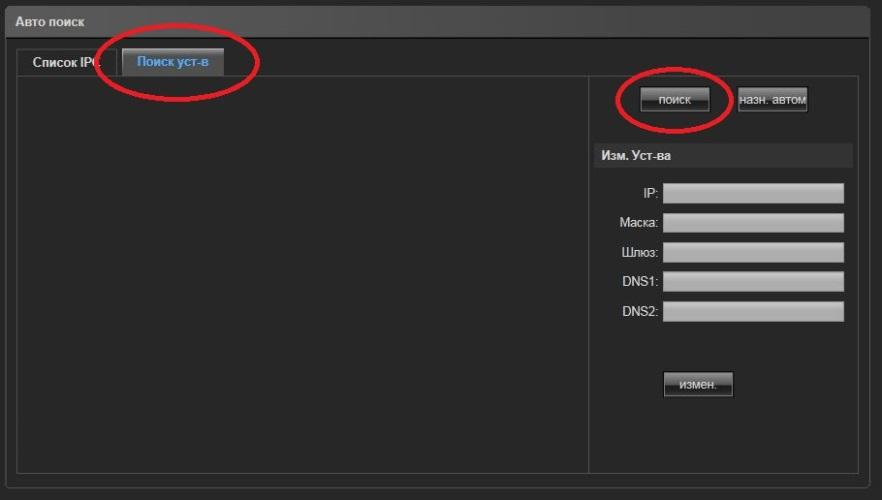 Авто поиск
Список IPC
Поиск уст-в
поиск
назн. автом
Изм. Уст-ва
IP:
Маска:
Шлюз:
DNS1:
DNS2:
измен.